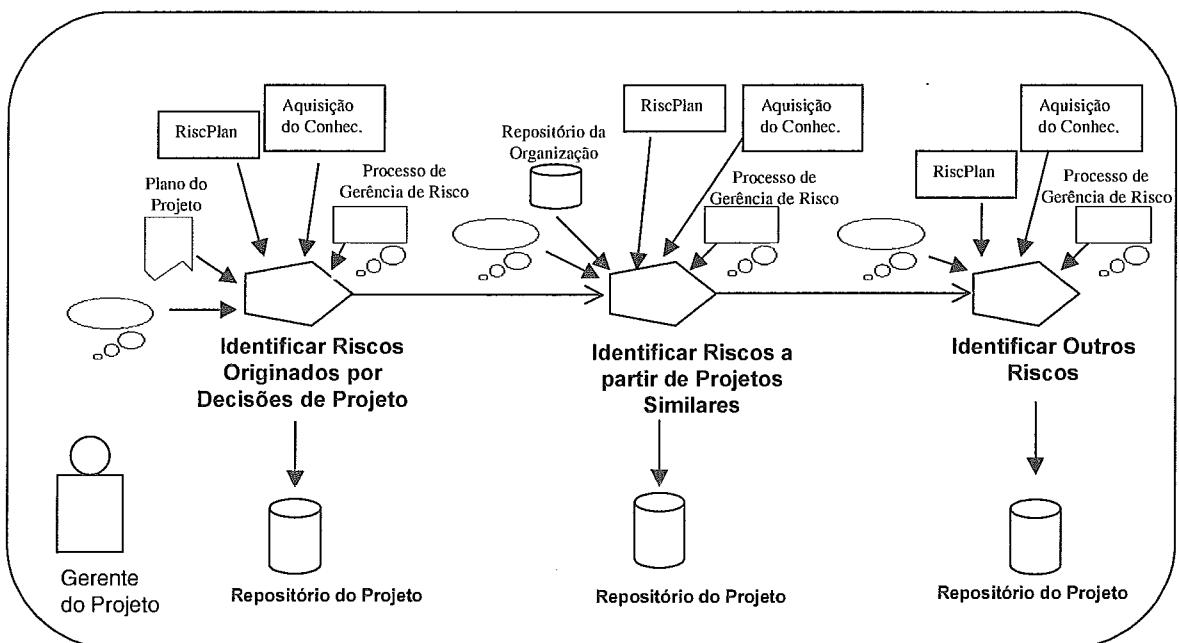 RiscPlan
Aquisição
do Conhec.
Plano do
Projeto
Processo de
Gerência de Risco
Identificar Riscos
Originados por
Decisões de Projeto
Repositório do Projeto
Repositório da
Organização
RiscPlan
Aquisição
do Conhec.
Processo de
Gerência de Risco
Identificar Riscos a
partir de Projetos
Similares
Repositório do Projeto
RiscPlan
Aquisição
do Conhec.
Processo de
Gerência de Risco
Identificar Outros
Riscos
Repositório do Projeto
Gerente
do Projeto